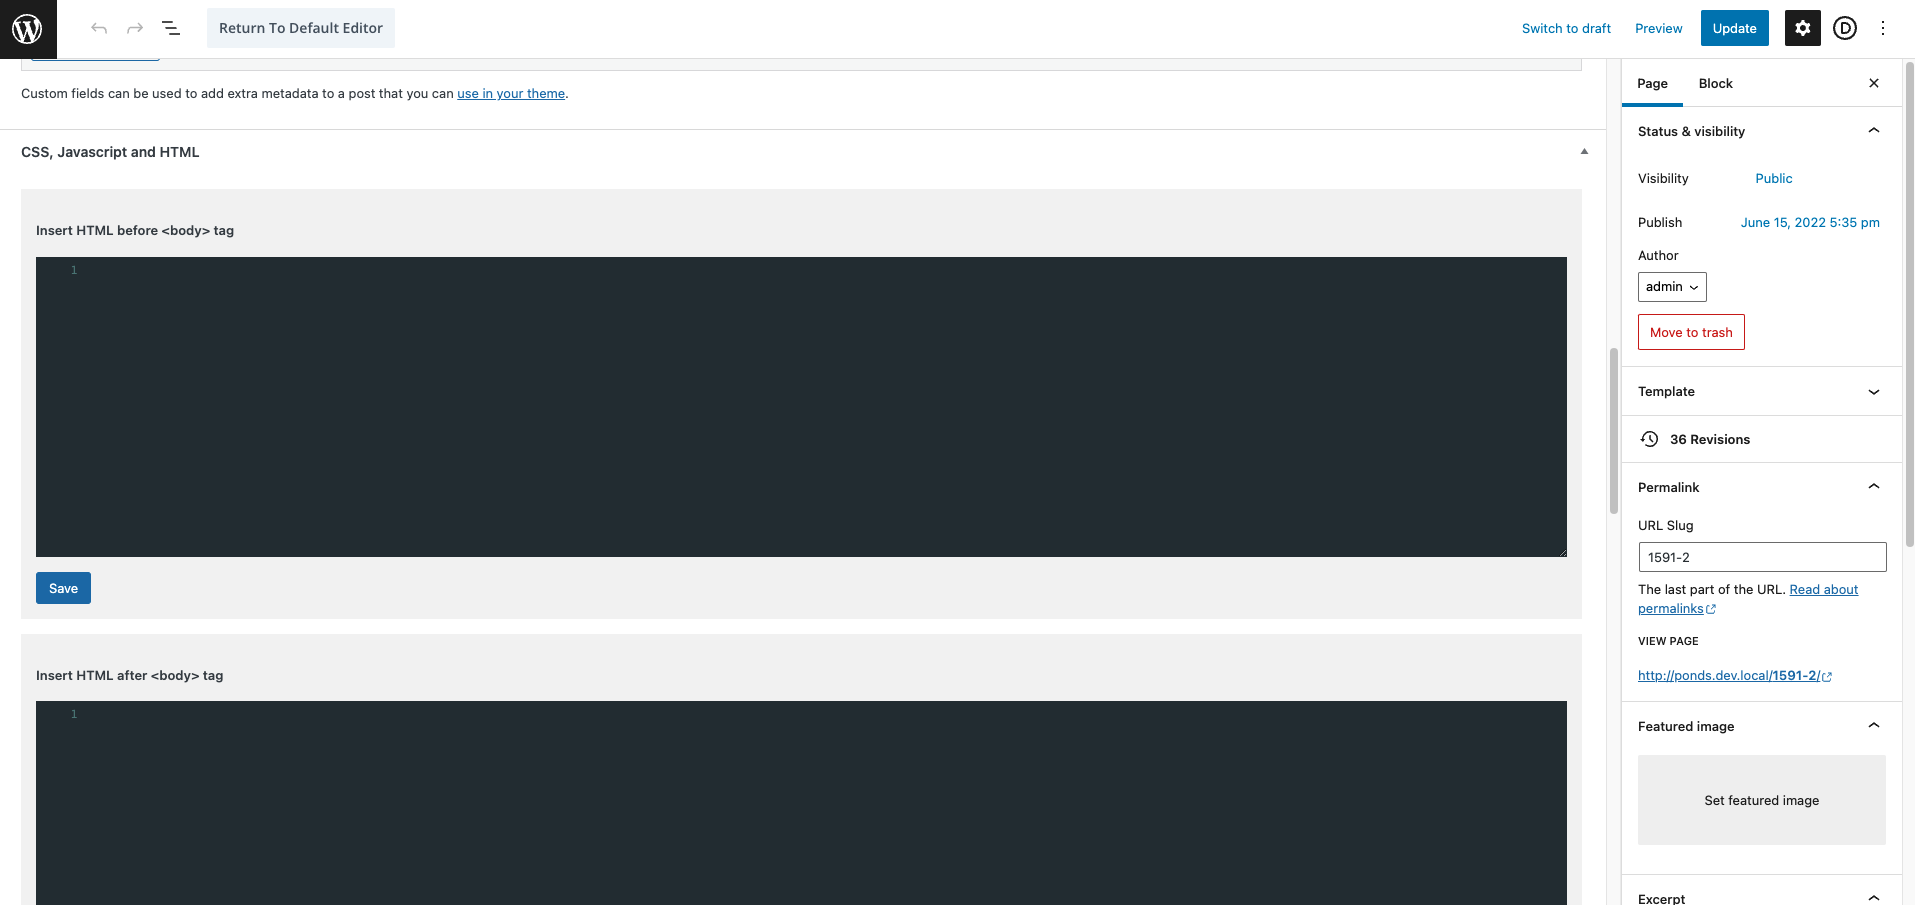 Return To Default Editor
Switch to draft
Preview
Update
Custom fields can be used to add extra metadata to a post that you can use in your theme.
CSS, Javascript and HTML
Insert HTML before <body> tag
1
Save
Insert HTML after <body> tag
1
Page
Block
Status & visibility
Visibility
Public
Publish
June 15, 2022 5:35 pm
Author
admin
Move to trash
Template
36 Revisions
Permalink
URL Slug
1591-2
The last part of the URL. Read about
permalinks
VIEW PAGE
http://ponds.dev.local/1591-2/
Featured image
Set featured image
Excerpt